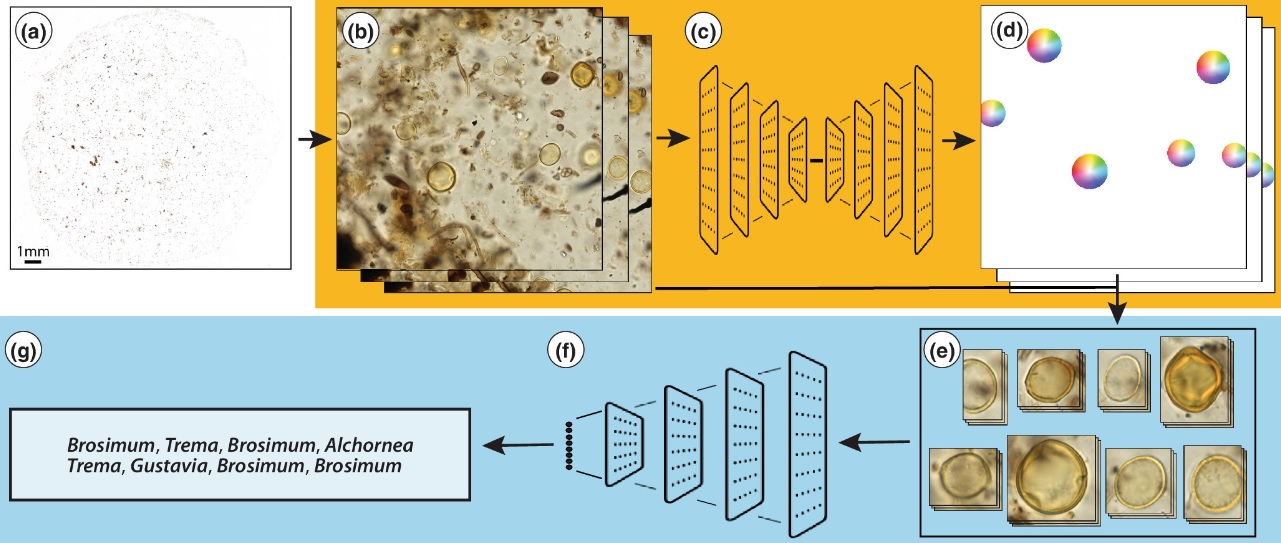 (a)
1mm
(b)
(c)
(d)
(g)
(f)
(e)
Brosimum, Trema, Brosimum, Alchornea
Trema, Gustavia, Brosimum, Brosimum